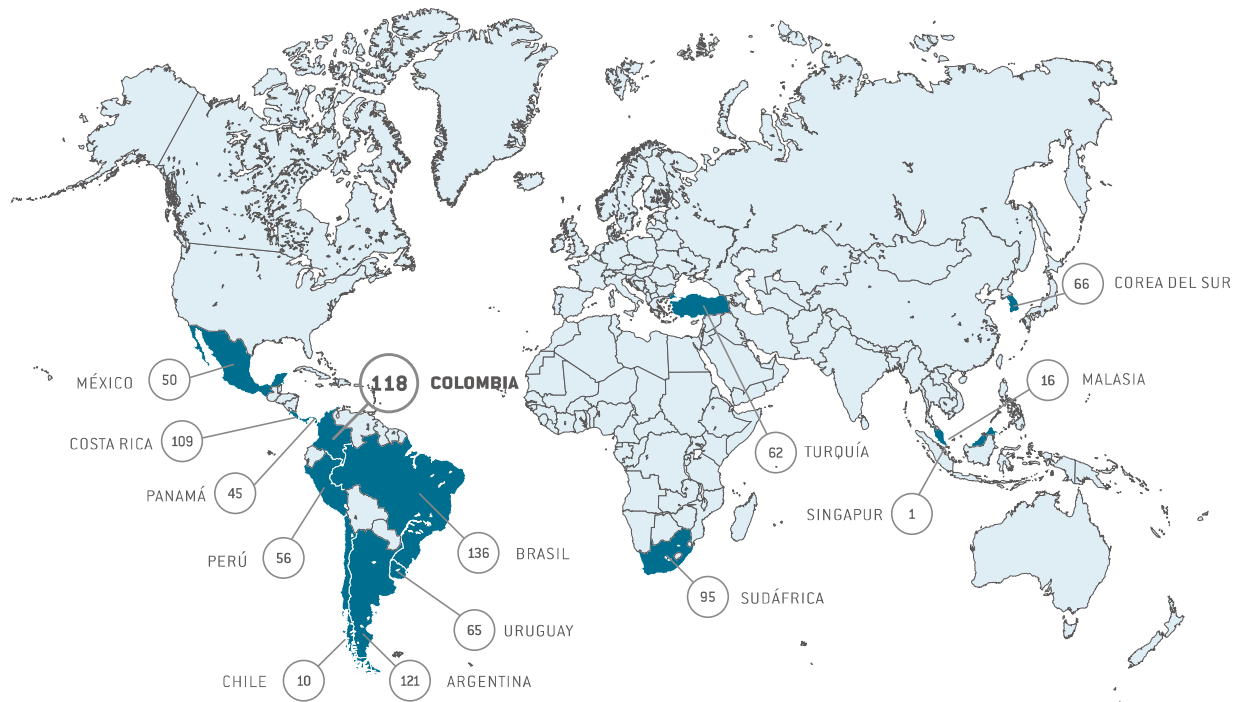 66 COREA DEL SUR
MÉXICO 50
118 COLOMBIA
16 MALASIA
COSTA RICA 109
62 TURQUÍA
PANAMÁ 45
SINGAPUR 1
PERÚ 56
136 BRASIL
95 SUDÁFRICA
65 URUGUAY
CHILE 10
121 ARGENTINA